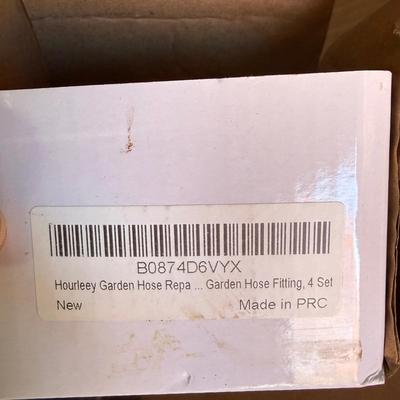 B0874D6VYX
Hourleey Garden Hose Repa ... Garden Hose Fitting, 4 Set
New Made in PRC